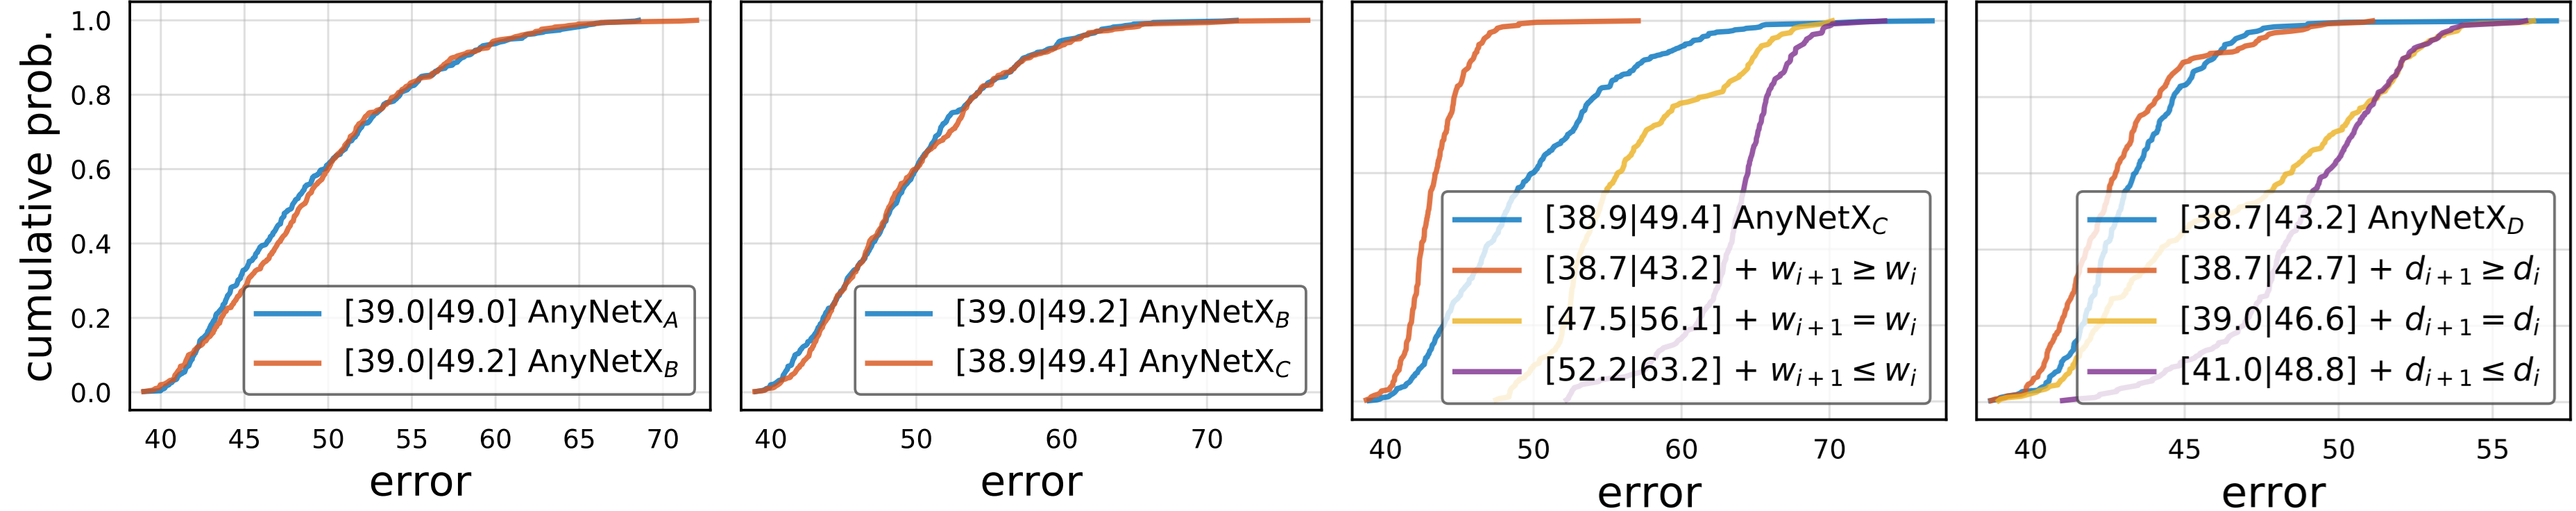 cumulative prob.
1.0
0.8
0.6
0.4
0.2
0.0
[39.0|49.0] AnyNetX_A
[39.0|49.2] AnyNetX_B
40 45 50 55 60 65 70
error
[39.0|49.2] AnyNetX_B
[38.9|49.4] AnyNetX_C
40 50 60 70
error
[38.9|49.4] AnyNetX_C
[38.7|43.2] + w_{i+1} ≥ w_i
[47.5|56.1] + w_{i+1} = w_i
[52.2|63.2] + w_{i+1} ≤ w_i
40 50 60 70
error
[38.7|43.2] AnyNetX_D
[38.7|42.7] + d_{i+1} ≥ d_i
[39.0|46.6] + d_{i+1} = d_i
[41.0|48.8] + d_{i+1} ≤ d_i
40 45 50 55
error